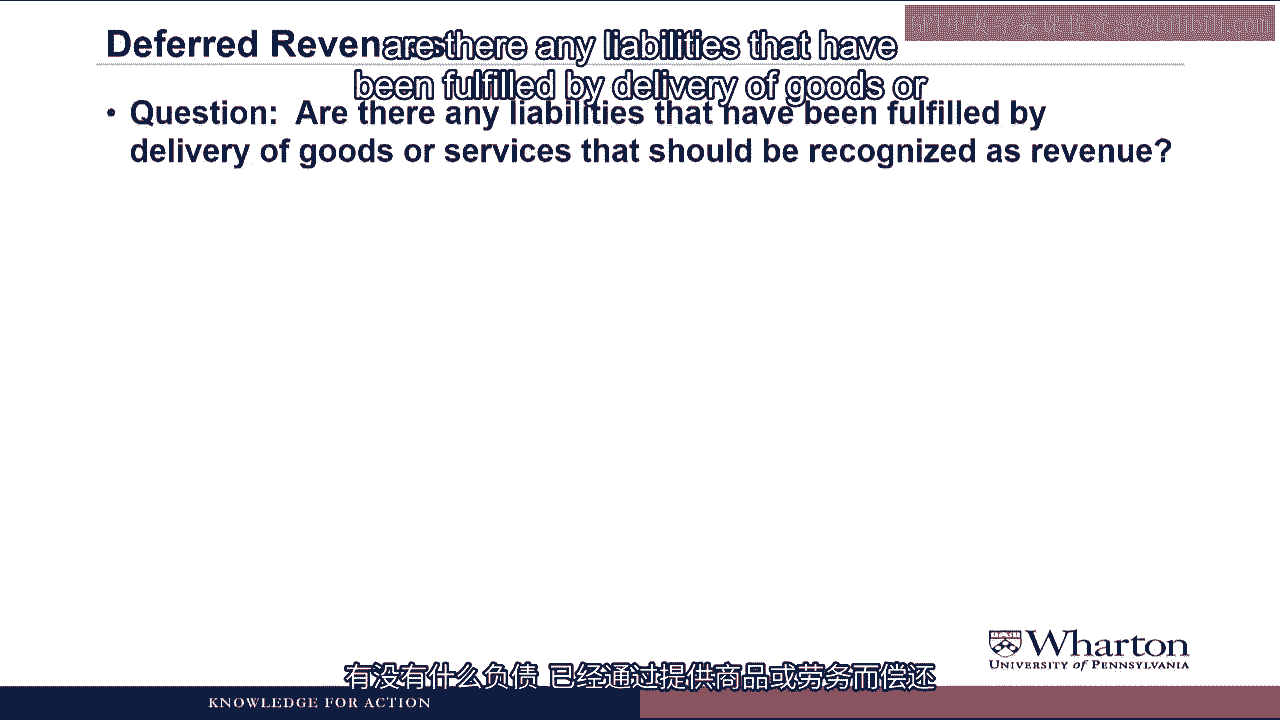 Deferred Revenues
are there any liabilities that have
been fulfilled by delivery of goods or
• Question: Are there any liabilities that have been fulfilled by
delivery of goods or services that should be recognized as revenue?
Wharton
UNIVERSITY of PENNSYLVANIA
有没有什么负债 已经通过提供商品或劳务而偿还
KNOWLEDGE FOR ACTION